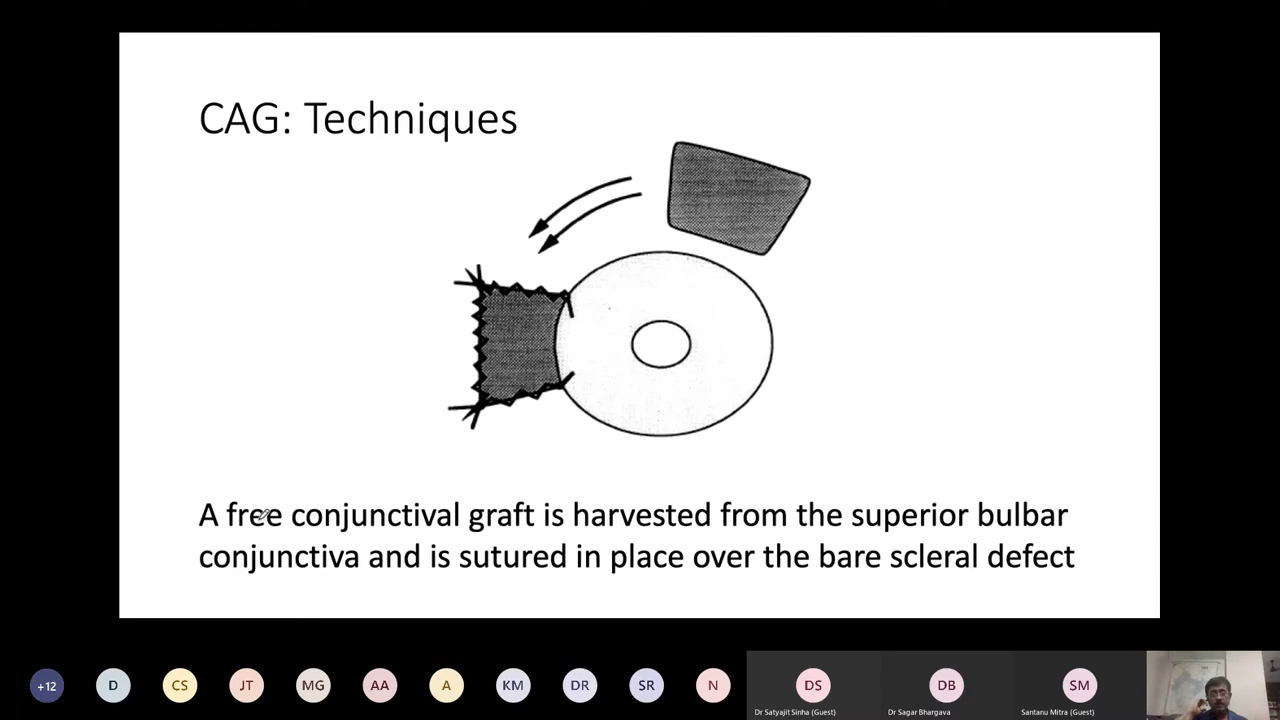 CAG: Techniques
A free conjunctival graft is harvested from the superior bulbar
conjunctiva and is sutured in place over the bare scleral defect
+12
D
CS
JT
MG
AA
A
KM
DR
SR
N
DS
DB
SM
Dr Satyajit Sinha (Guest)
Dr Sagar Bhargava
Santanu Mitra (Guest)